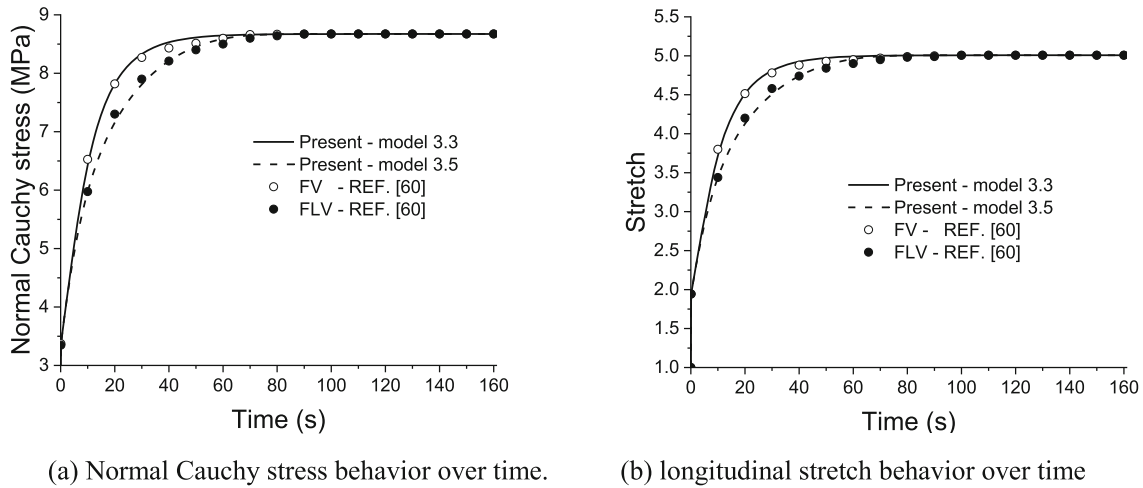 Normal Cauchy stress (MPa)
9
8
7
6
5
4
3
Present - model 3.3
Present - model 3.5
FV - REF. [60]
FLV - REF. [60]
0 20 40 60 80 100 120 140 160
Time (s)
(a) Normal Cauchy stress behavior over time.
Stretch
5.5
5.0
4.5
4.0
3.5
3.0
2.5
2.0
1.5
1.0
Present - model 3.3
Present - model 3.5
FV - REF. [60]
FLV - REF. [60]
0 20 40 60 80 100 120 140 160
Time (s)
(b) longitudinal stretch behavior over time